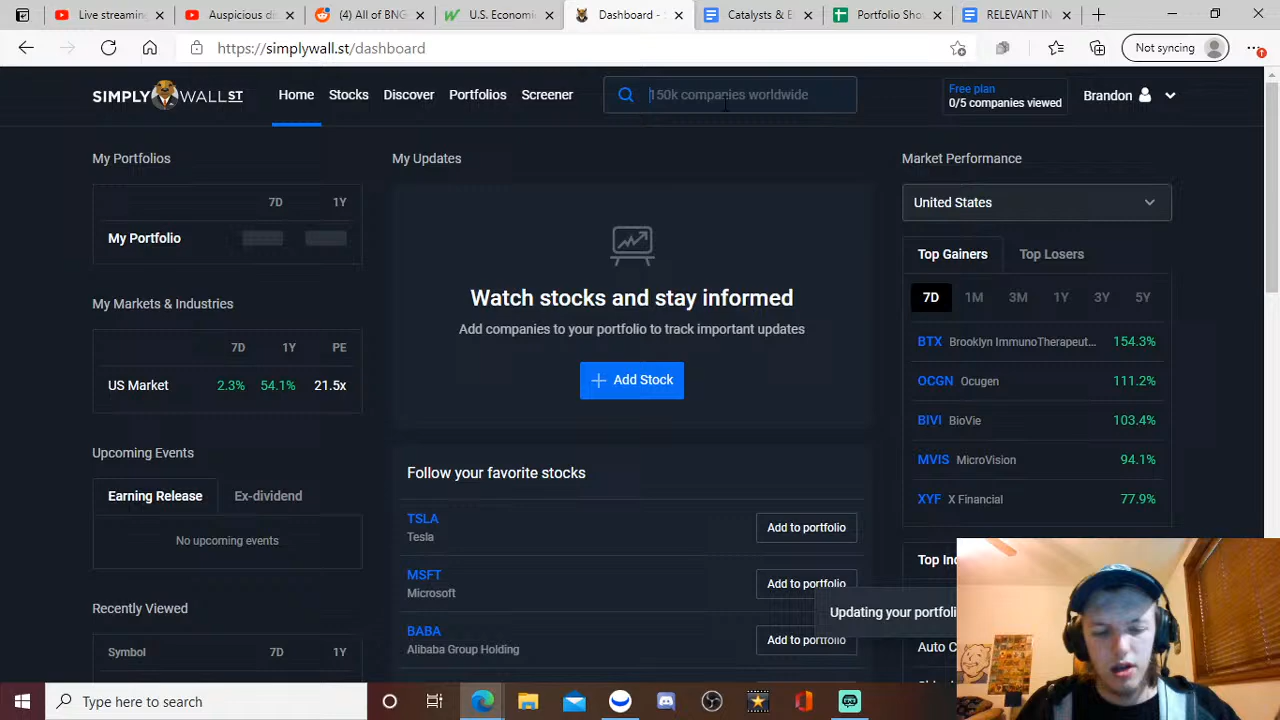 Live streaming
Auspicious
(4) All of BNG
U.S. Economi
Dashboard -
Catalysts & E
Portfolio Sho
RELEVANT IN
https://simplywall.st/dashboard
Not syncing
SIMPLY WALLST
Home Stocks Discover Portfolios Screener
150k companies worldwide
Free plan
0/5 companies viewed
Brandon
My Portfolios
7D 1Y
My Portfolio
My Markets & Industries
7D 1Y PE
US Market 2.3% 54.1% 21.5x
Upcoming Events
Earning Release Ex-dividend
No upcoming events
Recently Viewed
Symbol 7D 1Y
My Updates
Watch stocks and stay informed
Add companies to your portfolio to track important updates
Add Stock
Follow your favorite stocks
TSLA
Tesla
Add to portfolio
MSFT
Microsoft
Add to portfolio
BABA
Alibaba Group Holding
Add to portfolio
Market Performance
United States
Top Gainers Top Losers
7D 1M 3M 1Y 3Y 5Y
BTX Brooklyn ImmunoTherapeut... 154.3%
OCGN Ocugen 111.2%
BIVI BioVie 103.4%
MVIS MicroVision 94.1%
XYF X Financial 77.9%
Top In
Updating your portfoli
Auto C
Type here to search